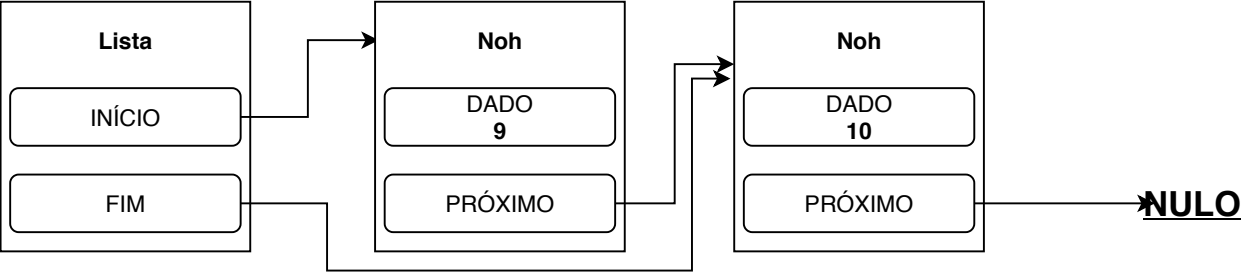 Lista
INÍCIO
FIM
Noh
DADO
9
PRÓXIMO
Noh
DADO
10
PRÓXIMO
NULO